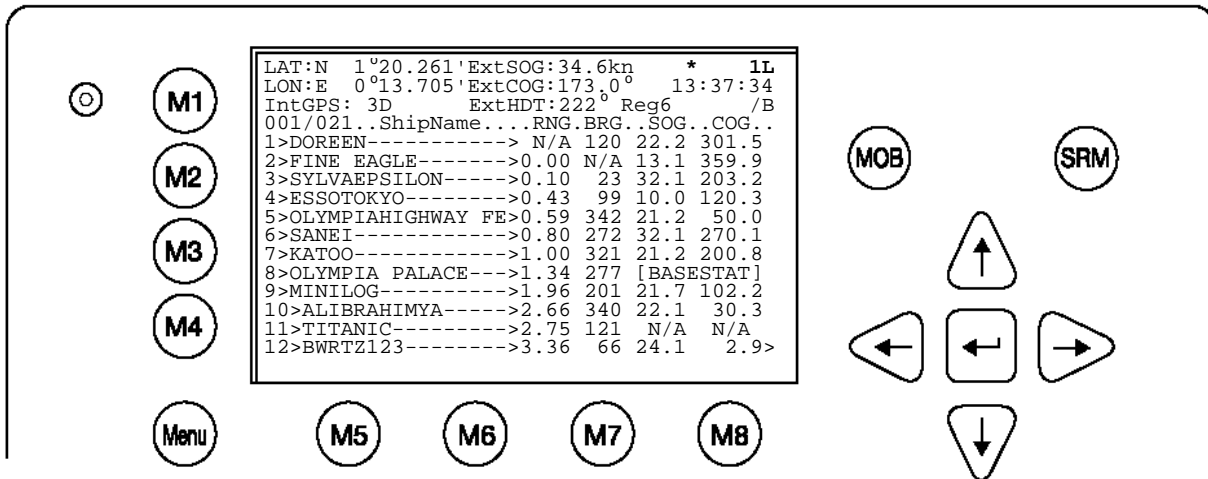 LAT:N  1°20.261'ExtSOG:34.6kn    *    1L
LON:E  0°13.705'ExtCOG:173.0°   13:37:34
IntGPS: 3D     ExtHDT:222° Reg6       /B
001/021..ShipName....RNG.BRG..SOG..COG..
1>DOREEN-----------> N/A 120 22.2 301.5
2>FINE EAGLE------->0.00 N/A 13.1 359.9
3>SYLVAEPSILON----->0.10  23 32.1 203.2
4>ESSOTOKYO-------->0.43  99 10.0 120.3
5>OLYMPIAHIGHWAY FE>0.59 342 21.2  50.0
6>SANEI------------>0.80 272 32.1 270.1
7>KATOO------------>1.00 321 21.2 200.8
8>OLYMPIA PALACE--->1.34 277 [BASESTAT]
9>MINILOG---------->1.96 201 21.7 102.2
10>ALIBRAHIMYA----->2.66 340 22.1  30.3
11>TITANIC--------->2.75 121  N/A  N/A
12>BWRTZ123-------->3.36  66 24.1   2.9>
M1
M2
M3
M4
MOB
SRM
Menu
M5
M6
M7
M8